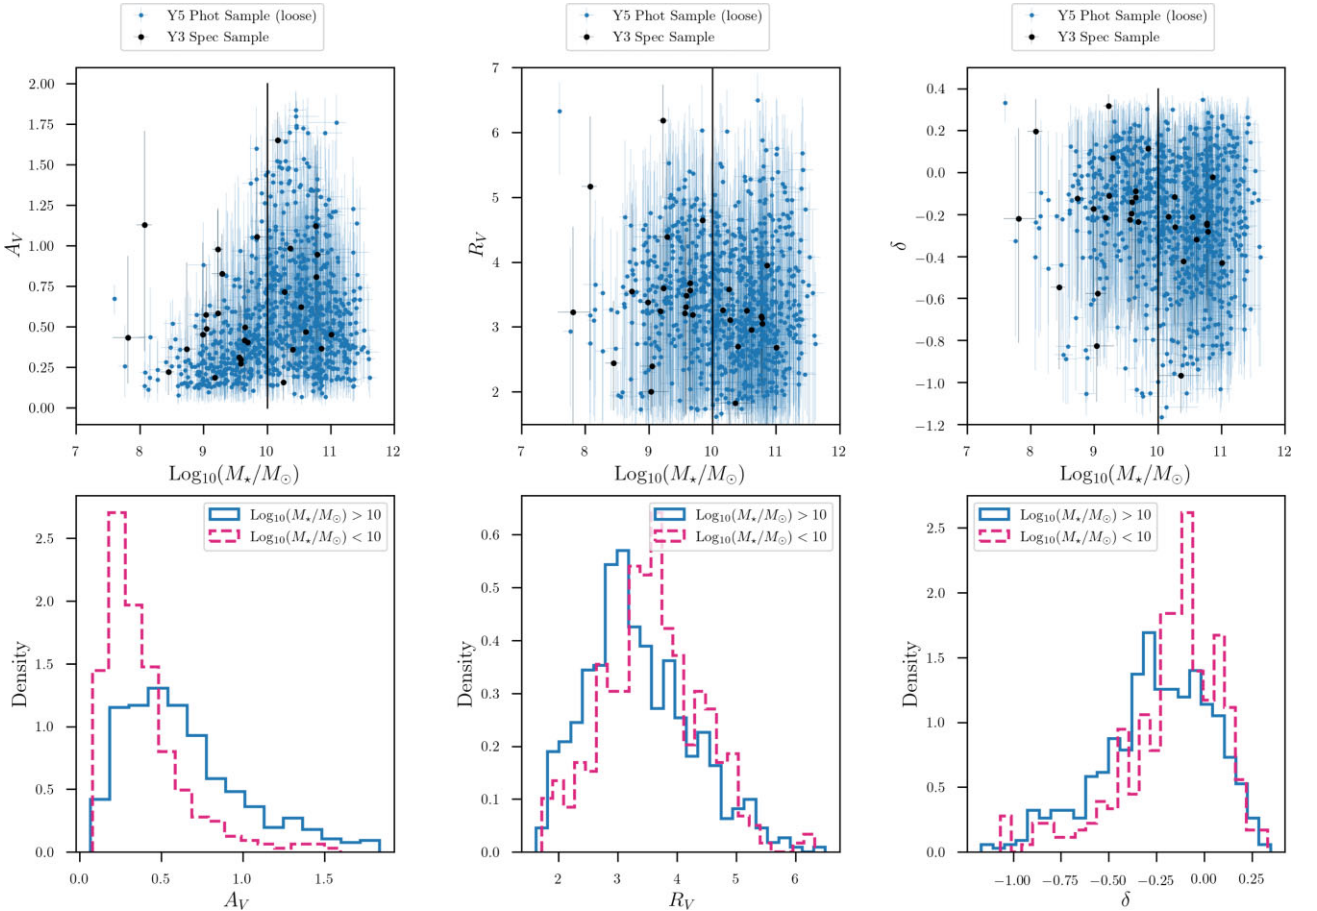 Y5 Phot Sample (loose)
Y3 Spec Sample
Y5 Phot Sample (loose)
Y3 Spec Sample
Y5 Phot Sample (loose)
Y3 Spec Sample
2.00
1.75
1.50
1.25
1.00
0.75
0.50
0.25
0.00
A_V
7 8 9 10 11 12
Log₁₀(M⋆/M⊙)
7
6
5
4
3
2
R_V
7 8 9 10 11 12
Log₁₀(M⋆/M⊙)
0.4
0.2
0.0
−0.2
−0.4
−0.6
−0.8
−1.0
−1.2
δ
7 8 9 10 11 12
Log₁₀(M⋆/M⊙)
Log₁₀(M⋆/M⊙) > 10
Log₁₀(M⋆/M⊙) < 10
2.5
2.0
1.5
1.0
0.5
0.0
Density
0.0 0.5 1.0 1.5
A_V
Log₁₀(M⋆/M⊙) > 10
Log₁₀(M⋆/M⊙) < 10
0.6
0.5
0.4
0.3
0.2
0.1
0.0
Density
2 3 4 5 6
R_V
Log₁₀(M⋆/M⊙) > 10
Log₁₀(M⋆/M⊙) < 10
2.5
2.0
1.5
1.0
0.5
0.0
Density
−1.00 −0.75 −0.50 −0.25 0.00 0.25
δ